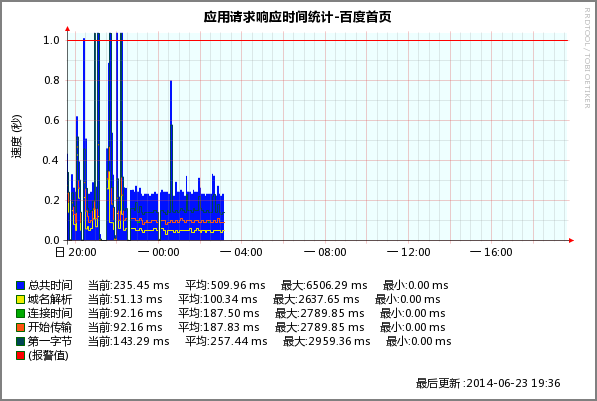 应用请求响应时间统计-百度首页
RRDTOOL / TOBI OETIKER
速度 (秒)
1.0
0.8
0.6
0.4
0.2
0.0
日 20:00 一 00:00 一 04:00 一 08:00 一 12:00 一 16:00
总共时间 当前:235.45 ms 平均:509.96 ms 最大:6506.29 ms 最小:0.00 ms
域名解析 当前:51.13 ms 平均:100.34 ms 最大:2637.65 ms 最小:0.00 ms
连接时间 当前:92.16 ms 平均:187.50 ms 最大:2789.85 ms 最小:0.00 ms
开始传输 当前:92.16 ms 平均:187.83 ms 最大:2789.85 ms 最小:0.00 ms
第一字节 当前:143.29 ms 平均:257.44 ms 最大:2959.36 ms 最小:0.00 ms
(报警值)
最后更新 :2014-06-23 19:36